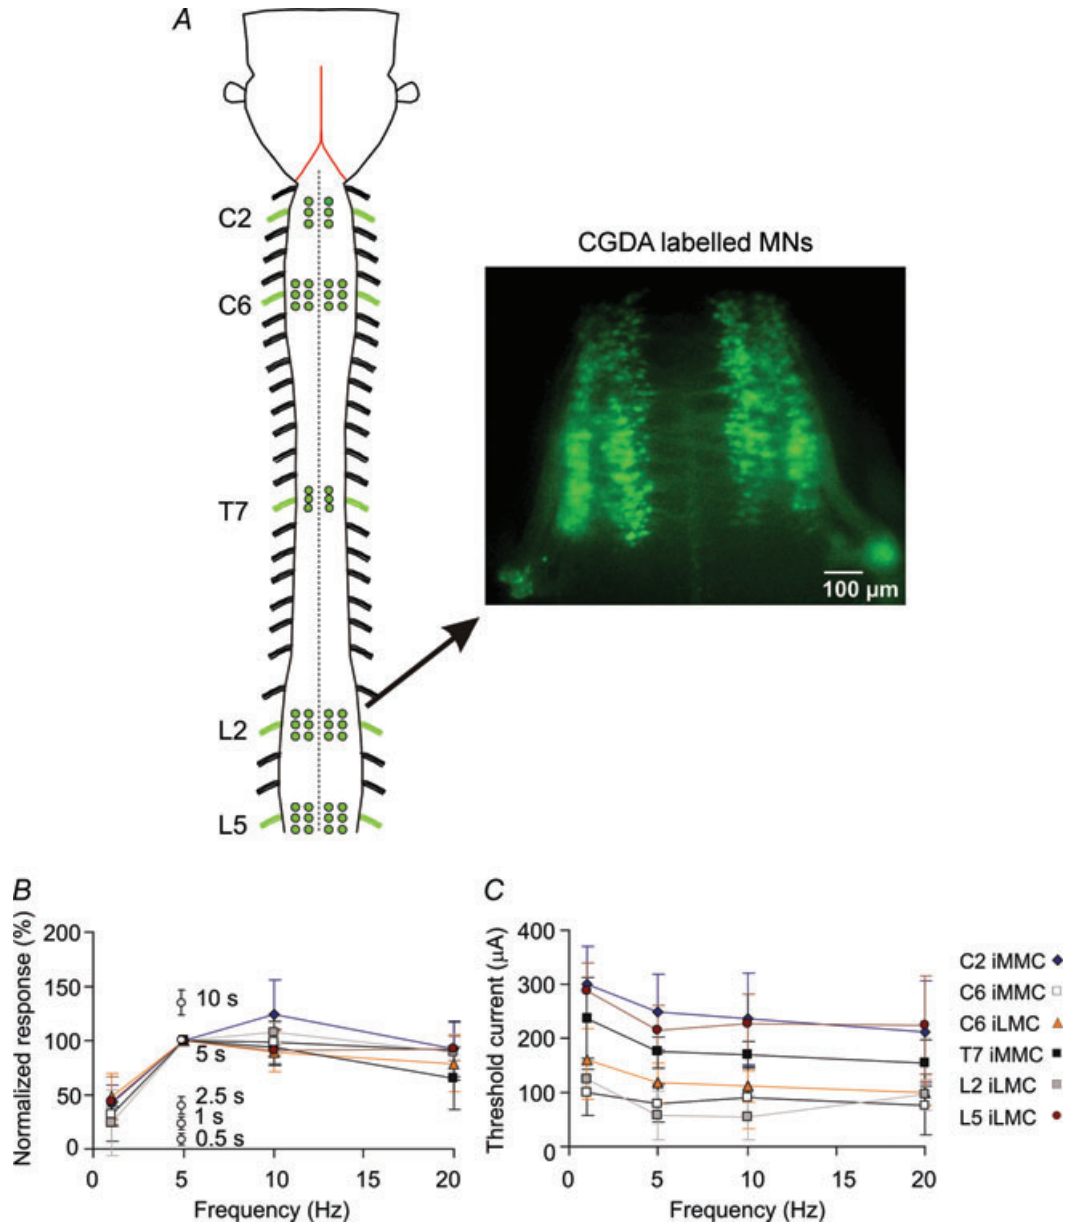 A
C2
C6
CGDA labelled MNs
T7
100 µm
L2
L5
B
Normalized response (%)
200
150
100
50
0
10 s
5 s
2.5 s
1 s
0.5 s
0 5 10 15 20
Frequency (Hz)
C
Threshold current (µA)
400
300
200
100
0
0 5 10 15 20
Frequency (Hz)
C2 iMMC
C6 iMMC
C6 iLMC
T7 iMMC
L2 iLMC
L5 iLMC